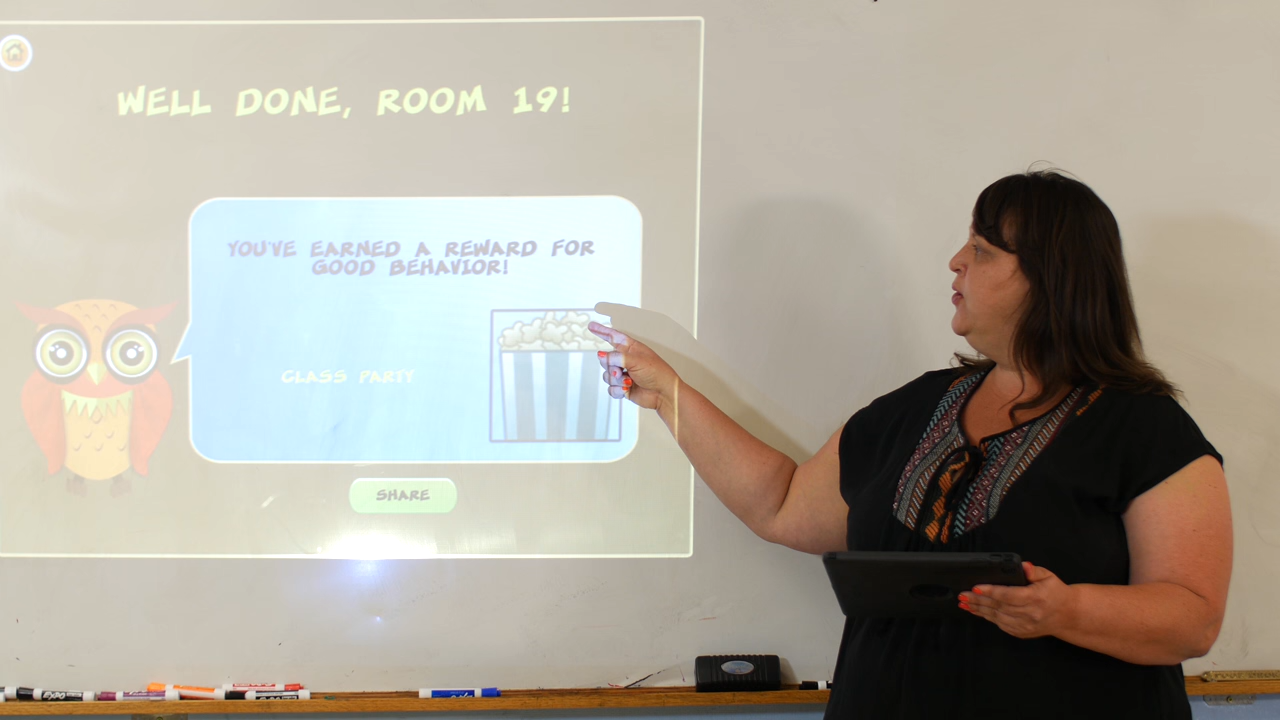 WELL DONE, ROOM 19!
YOU'VE EARNED A REWARD FOR
GOOD BEHAVIOR!
CLASS PARTY
SHARE